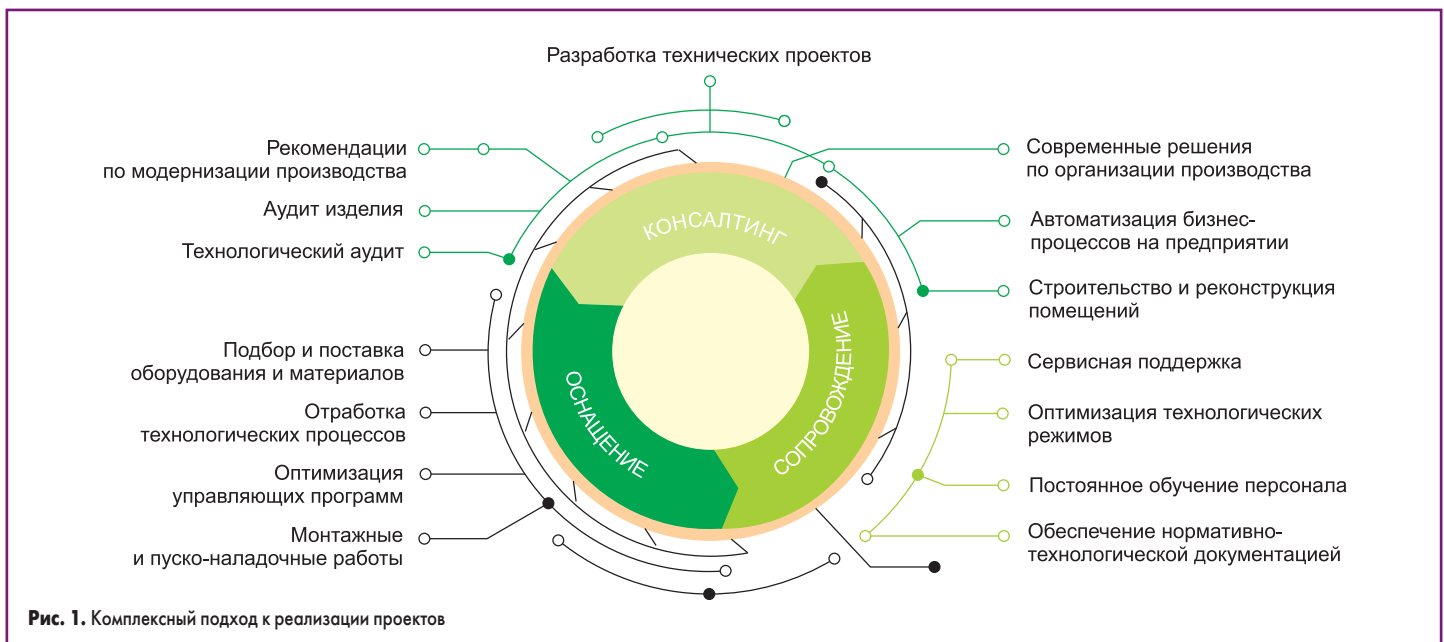 Разработка технических проектов
Рекомендации
по модернизации производства
Аудит изделия
Технологический аудит
Подбор и поставка
оборудования и материалов
Отработка
технологических процессов
Оптимизация
управляющих программ
Монтажные
и пуско-наладочные работы
КОНСАЛТИНГ
ОСНАЩЕНИЕ
СОПРОВОЖДЕНИЕ
Современные решения
по организации производства
Автоматизация бизнес-
процессов на предприятии
Строительство и реконструкция
помещений
Сервисная поддержка
Оптимизация технологических
режимов
Постоянное обучение персонала
Обеспечение нормативно-
технологической документацией
Рис. 1. Комплексный подход к реализации проектов